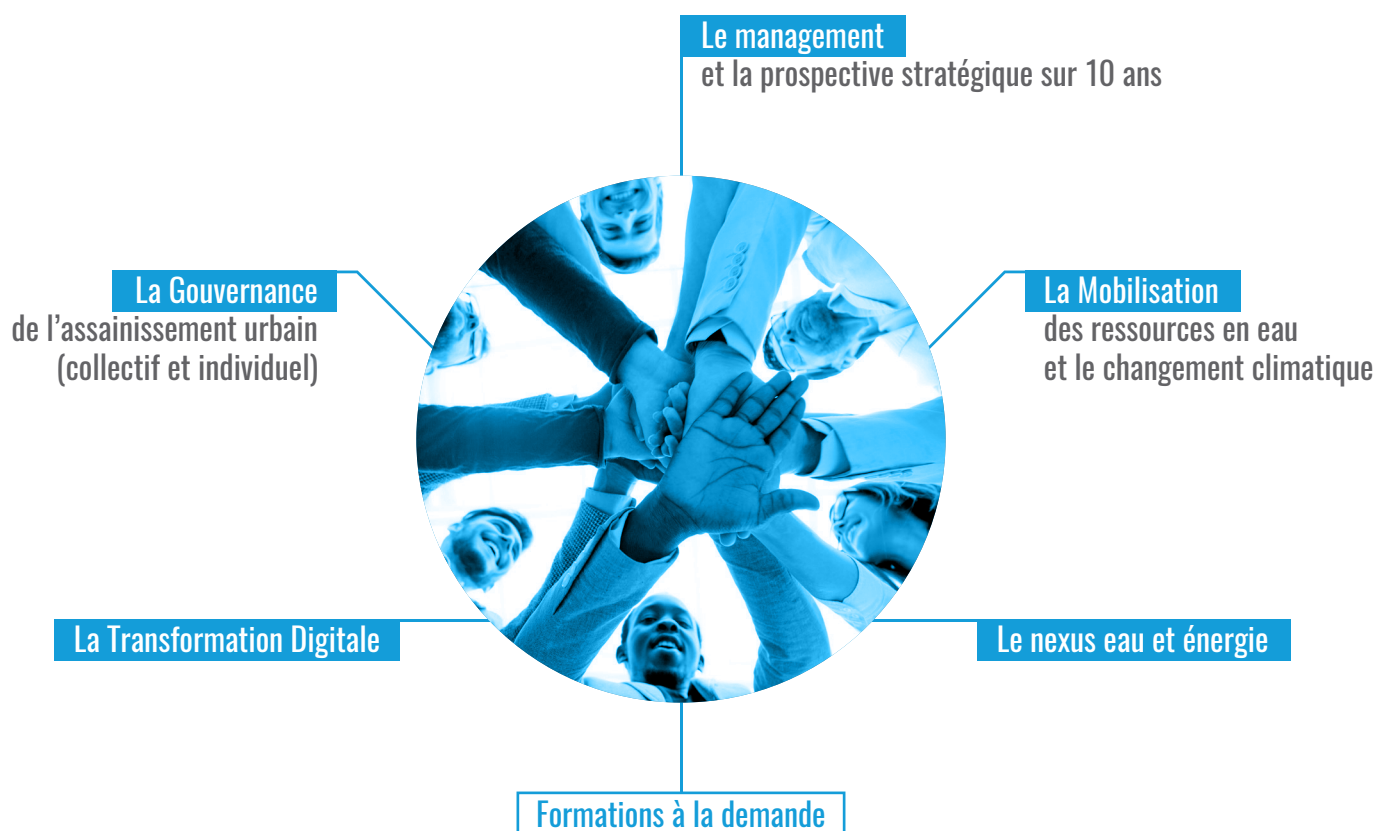 Le management
et la prospective stratégique sur 10 ans
La Gouvernance
de l’assainissement urbain
(collectif et individuel)
La Mobilisation
des ressources en eau
et le changement climatique
La Transformation Digitale
Le nexus eau et énergie
Formations à la demande